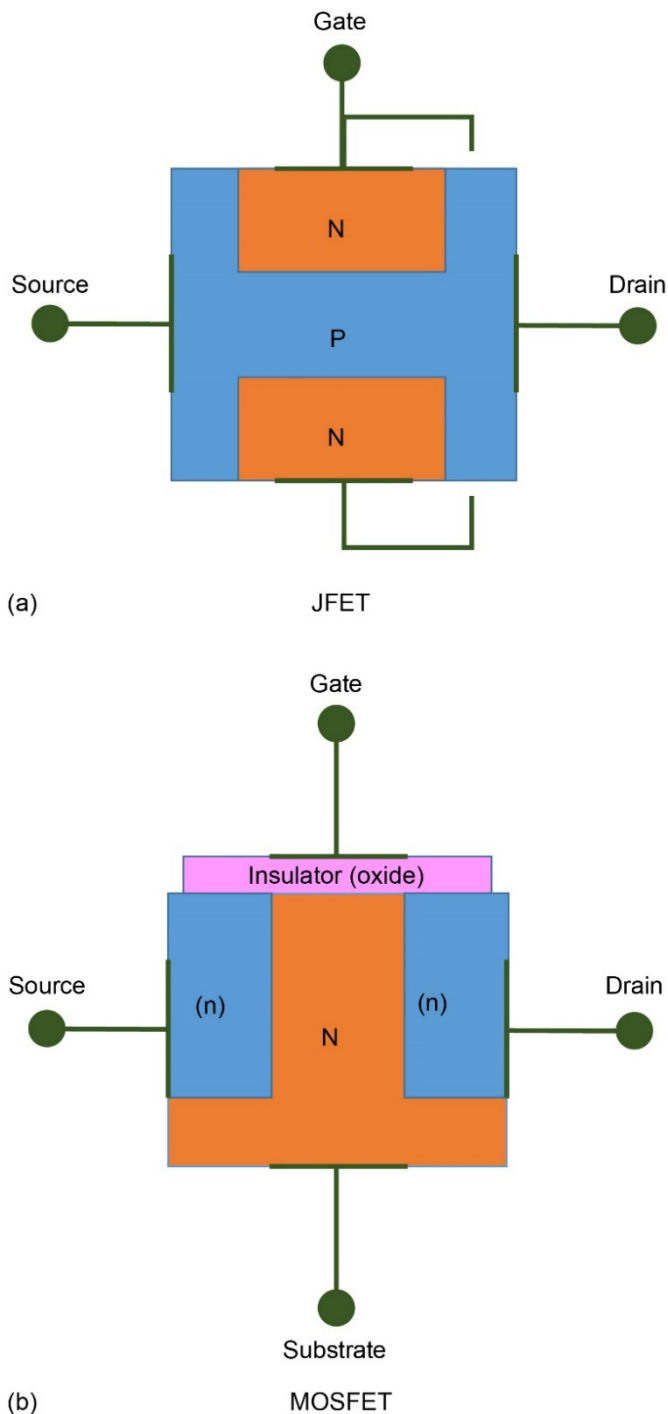 Gate
N
Source
Drain
P
N
(a)
JFET
Gate
Insulator (oxide)
Source
Drain
(n)
(n)
N
Substrate
(b)
MOSFET